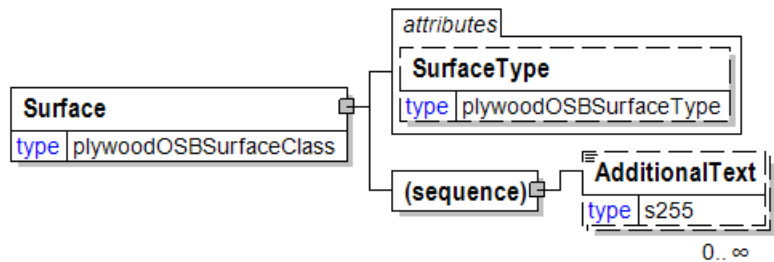 attributes
SurfaceType
type plywoodOSBSurfaceType
Surface
type plywoodOSBSurfaceClass
(sequence)
AdditionalText
type s255
0.. ∞